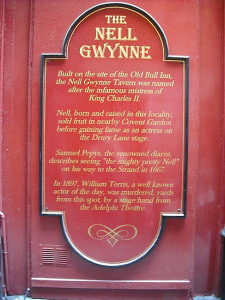 THE
NELL
GWYNNE
Built on the site of the Old Bull Inn,
the Nell Gwynne Tavern was named
after the infamous mistress of
King Charles II.
Nell, born and raised in this locality,
sold fruit in nearby Covent Garden
before gaining fame as an actress on
the Drury Lane stage.
Samuel Pepys, the renowned diarist,
describes seeing "the mighty pretty Nell"
on his way to the Strand in 1667.
In 1897, William Terris, a well known
actor of the day, was murdered, yards
from this spot, by a stage hand from
the Adelphi Theatre